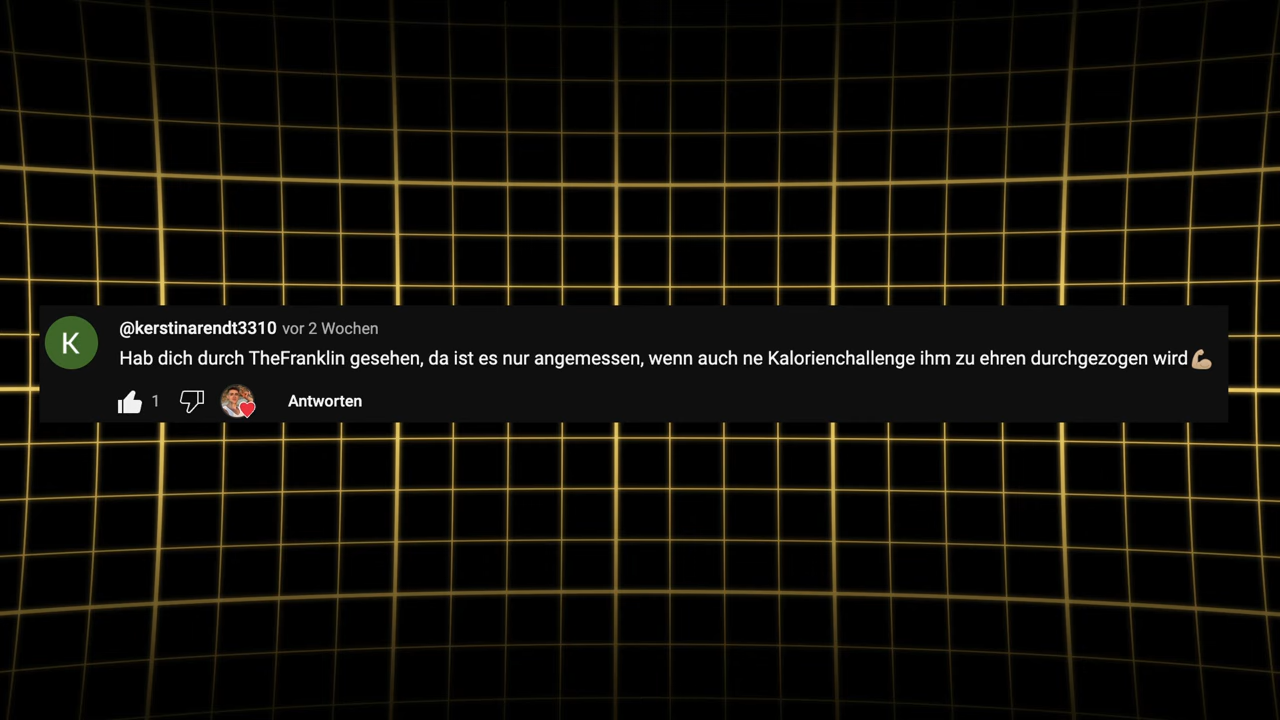 K
@kerstinarendt3310 vor 2 Wochen
Hab dich durch TheFranklin gesehen, da ist es nur angemessen, wenn auch ne Kalorienchallenge ihm zu ehren durchgezogen wird💪🏼
1 Antworten